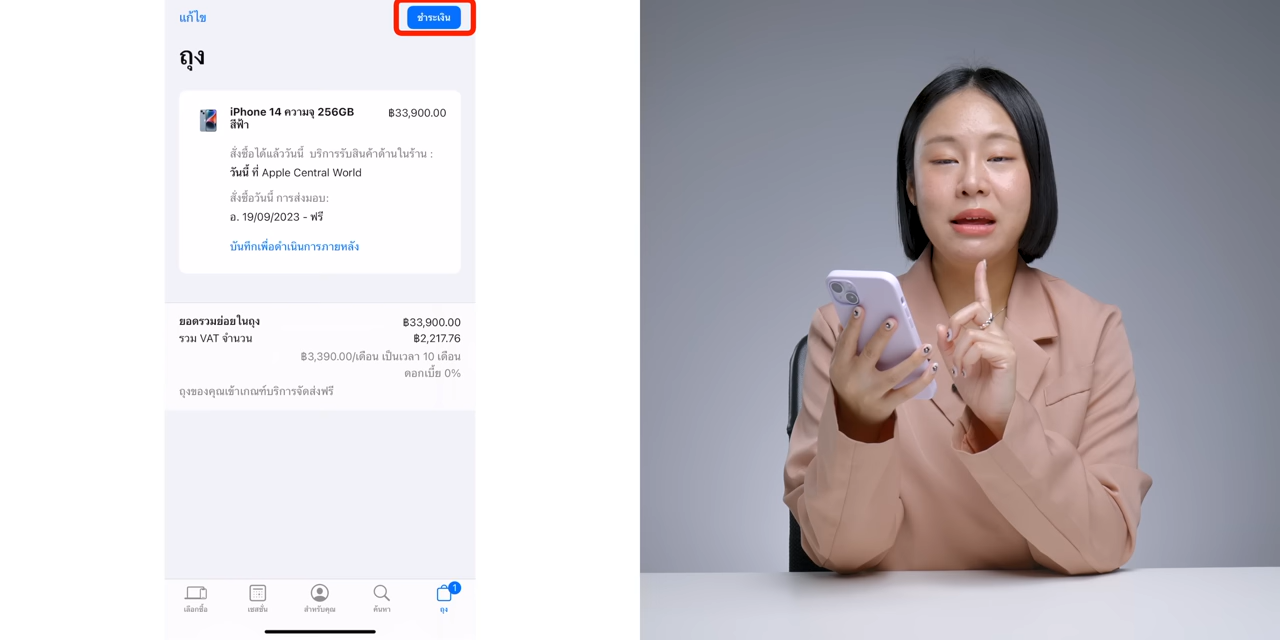 แก้ไข
ชำระเงิน
ถุง
iPhone 14 ความจุ 256GB ฿33,900.00
สีฟ้า
สั่งซื้อได้แล้ววันนี้ บริการรับสินค้าด้านในร้าน :
วันนี้ ที่ Apple Central World
สั่งซื้อวันนี้ การส่งมอบ:
อ. 19/09/2023 - ฟรี
บันทึกเพื่อดำเนินการภายหลัง
ยอดรวมย่อยในถุง ฿33,900.00
รวม VAT จำนวน ฿2,217.76
฿3,390.00/เดือน เป็นเวลา 10 เดือน
ดอกเบี้ย 0%
ถุงของคุณเข้าเกณฑ์บริการจัดส่งฟรี
1
เลือกซื้อ เซสชั่น สำหรับคุณ ค้นหา ถุง